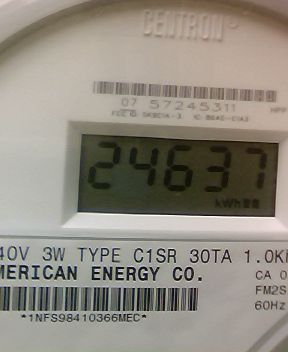 CENTRON®
07 57245311
24637
kWh
40V 3W TYPE C1SR 30TA 1.0K
MERICAN ENERGY CO.
CA 0
FM2S
60Hz
*1NFS98410366MEC*